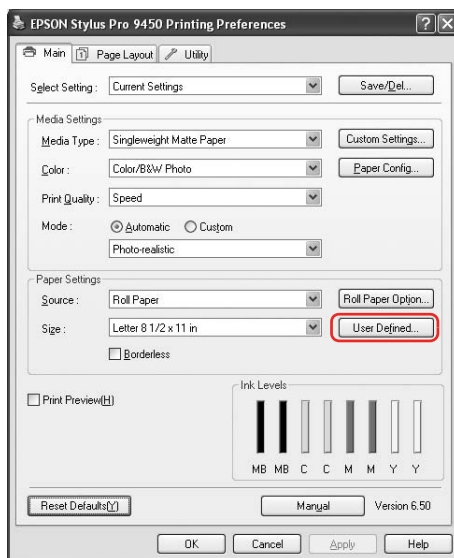 EPSON Stylus Pro 9450 Printing Preferences
Main Page Layout Utility
Select Setting : Current Settings Save/Del...
Media Settings
Media Type : Singleweight Matte Paper Custom Settings...
Color : Color/B&W Photo Paper Config...
Print Quality : Speed
Mode : Automatic Custom
Photo-realistic
Paper Settings
Source : Roll Paper Roll Paper Option...
Size : Letter 8 1/2 x 11 in User Defined...
Borderless
Print Preview(H)
Ink Levels
MB MB C C M M Y Y
Reset Defaults(Y) Manual Version 6.50
OK Cancel Apply Help